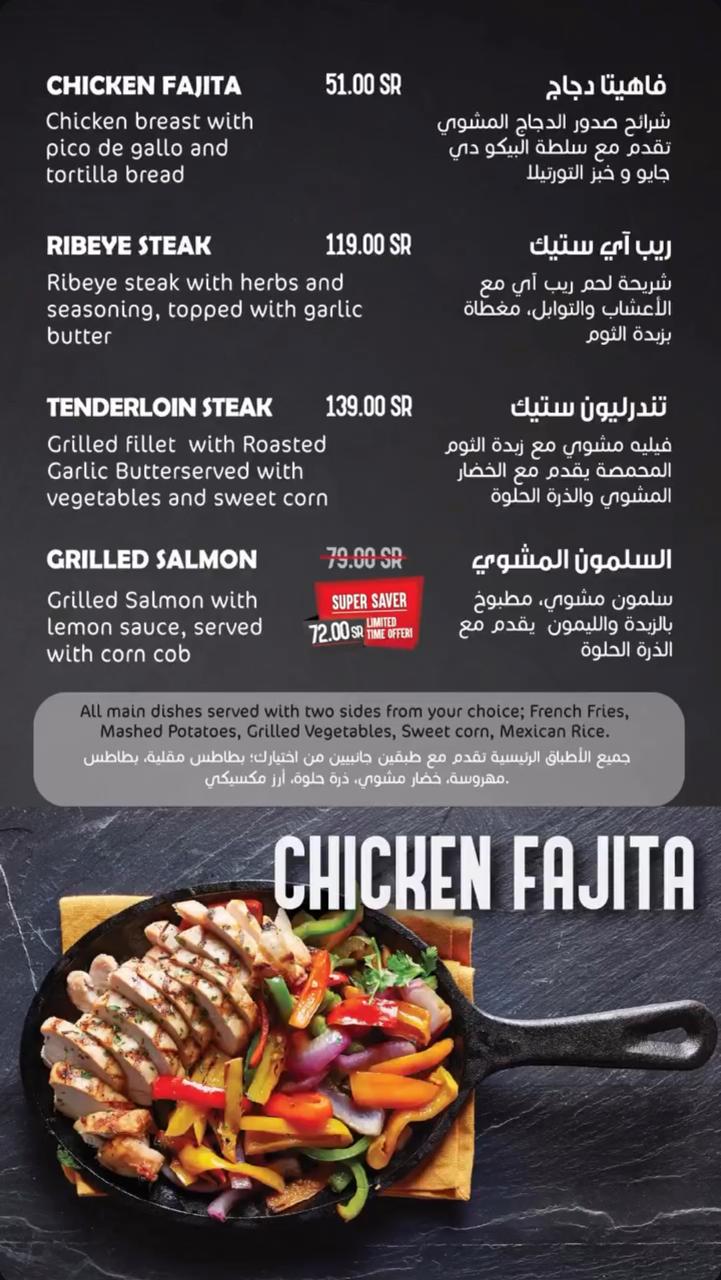 CHICKEN FAJITA 51.00 SR فاهيتا دجاج
Chicken breast with
pico de gallo and
tortilla bread
شرائح صدور الدجاج المشوي
تقدم مع سلطة البيكو دي
جايو و خبز التورتيلا
RIBEYE STEAK 119.00 SR ريب آي ستيك
Ribeye steak with herbs and
seasoning, topped with garlic
butter
شريحة لحم ريب آي مع
الأعشاب والتوابل، مغطاة
بزبدة الثوم
TENDERLOIN STEAK 139.00 SR تندرليون ستيك
Grilled fillet with Roasted
Garlic Butterserved with
vegetables and sweet corn
فيليه مشوي مع زبدة الثوم
المحمصة يقدم مع الخضار
المشوي والذرة الحلوة
GRILLED SALMON 79.00 SR السلمون المشوي
Grilled Salmon with
lemon sauce, served
with corn cob
SUPER SAVER
72.00 SR LIMITED
TIME OFFER!
سلمون مشوي، مطبوخ
بالزبدة والليمون يقدم مع
الذرة الحلوة
All main dishes served with two sides from your choice; French Fries,
Mashed Potatoes, Grilled Vegetables, Sweet corn, Mexican Rice.
جميع الأطباق الرئيسية تقدم مع طبقين جانبيين من اختيارك؛ بطاطس مقلية، بطاطس
مهروسة، خضار مشوي، ذرة حلوة، أرز مكسيكي.
CHICKEN FAJITA